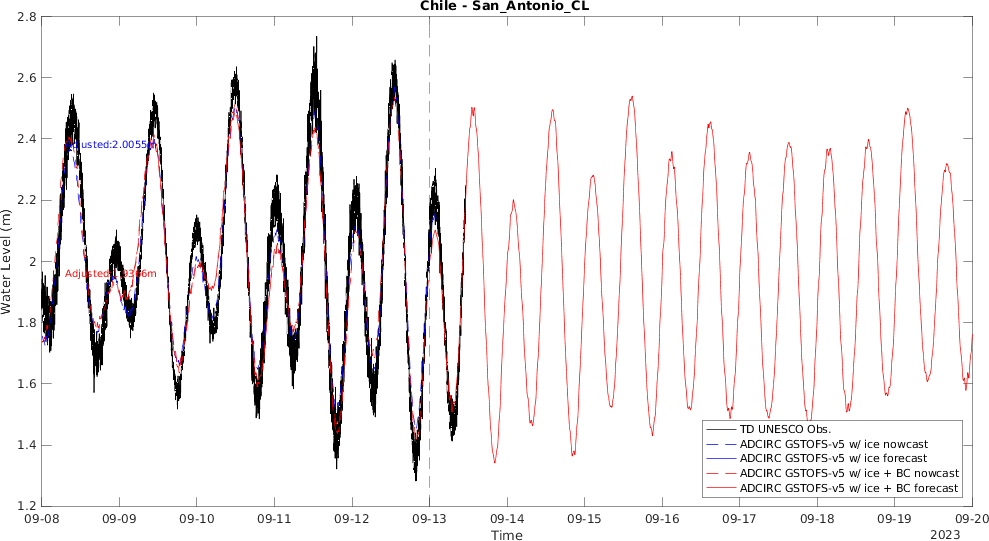 Chile - San_Antonio_CL
2.8
2.6
2.4
2.2
2
1.8
1.6
1.4
1.2
Water Level (m)
Adjusted:2.0055m
TD UNESCO Obs.
ADCIRC GSTOFS-v5 w/ ice nowcast
ADCIRC GSTOFS-v5 w/ ice forecast
ADCIRC GSTOFS-v5 w/ ice + BC nowcast
ADCIRC GSTOFS-v5 w/ ice + BC forecast
09-08 09-09 09-10 09-11 09-12 09-13 09-14 09-15 09-16 09-17 09-18 09-19 09-20
Time
2023